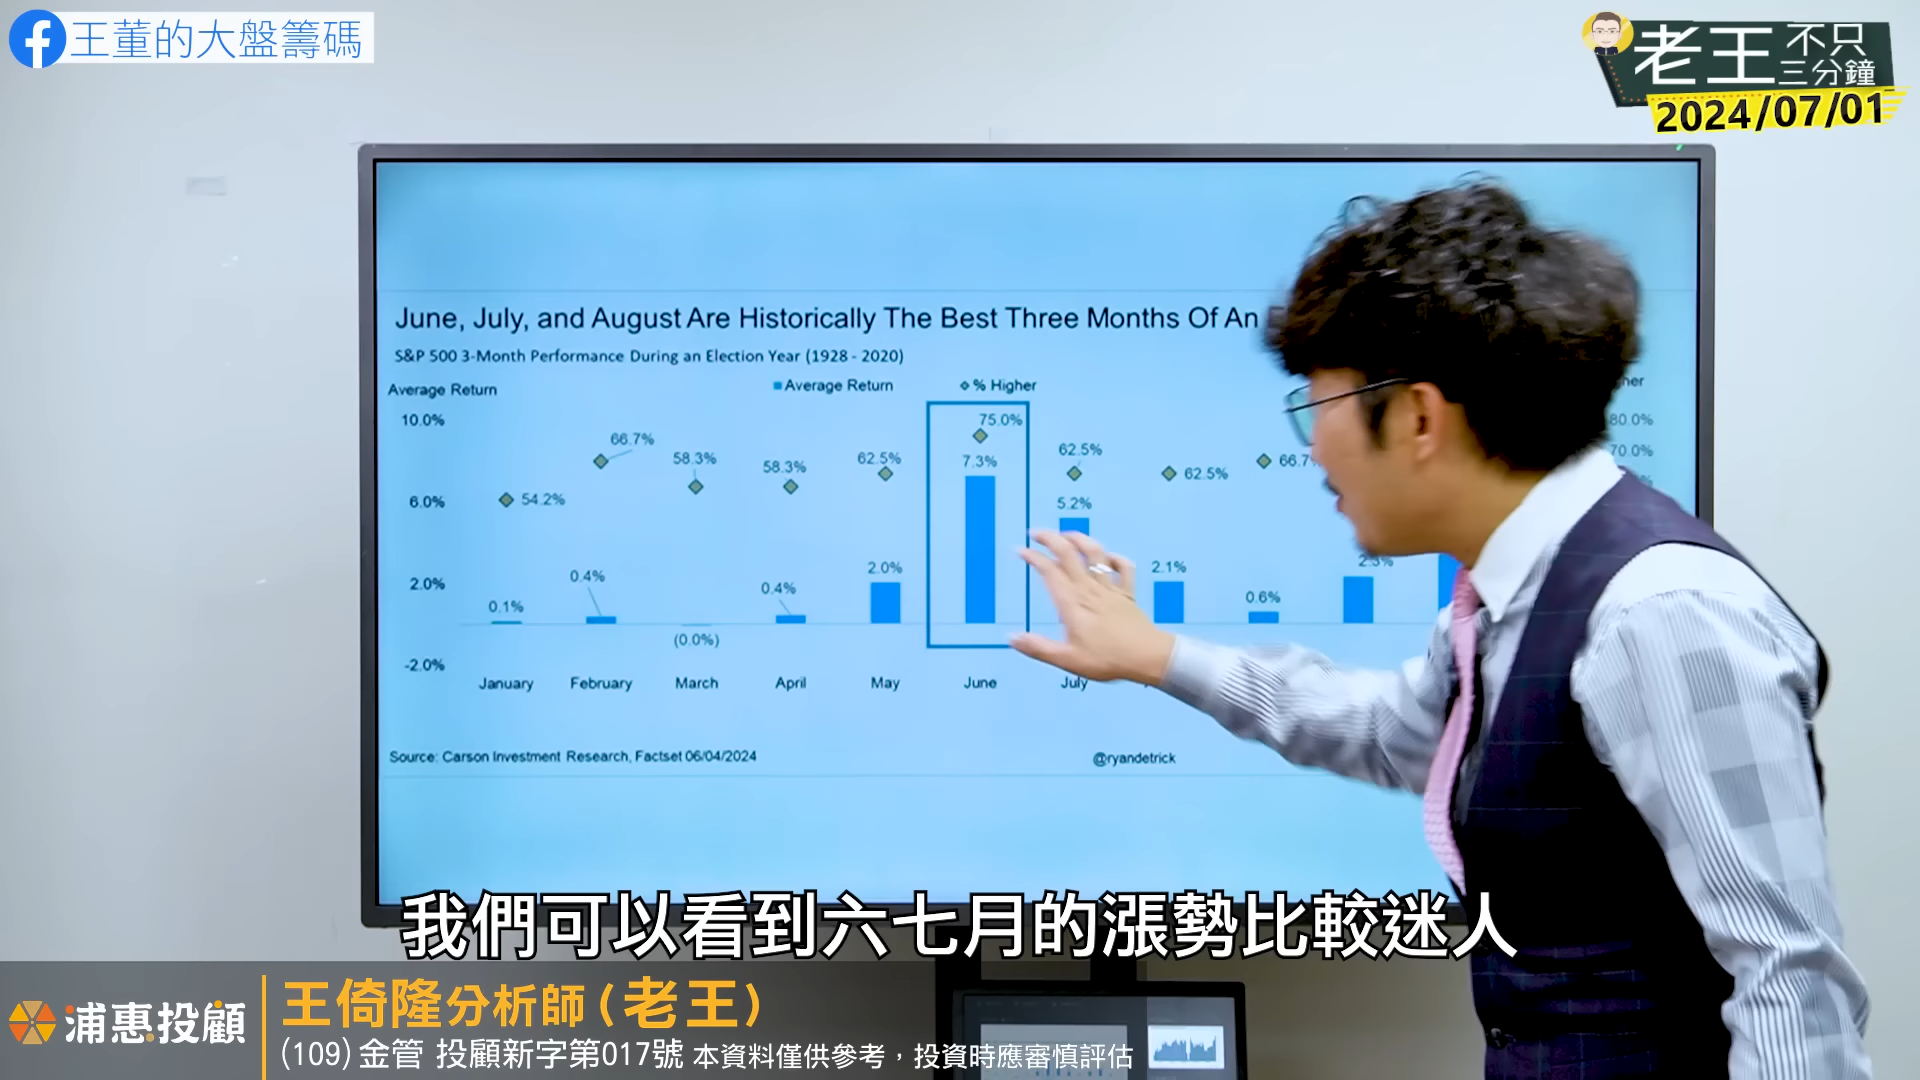 王董的大盤籌碼
老王 不只三分鐘
2024/07/01
June, July, and August Are Historically The Best Three Months Of An
S&P 500 3-Month Performance During an Election Year (1928 - 2020)
Average Return
Average Return
% Higher
10.0%
6.0%
2.0%
-2.0%
54.2%
66.7%
58.3%
58.3%
62.5%
75.0%
62.5%
62.5%
80.0%
70.0%
0.1%
0.4%
(0.0%)
0.4%
2.0%
7.3%
5.2%
2.1%
0.6%
January February March April May June July
Source: Carson Investment Research, Factset 06/04/2024
@ryandetrick
我們可以看到六七月的漲勢比較迷人
浦惠投顧
王倚隆分析師(老王)
(109)金管 投顧新字第017號 本資料僅供參考，投資時應審慎評估